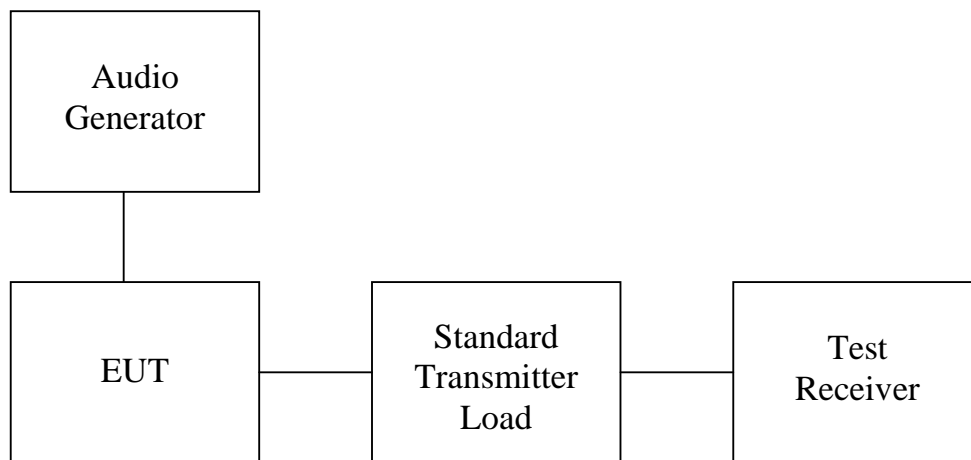 Audio
Generator
EUT
Standard
Transmitter
Load
Test
Receiver